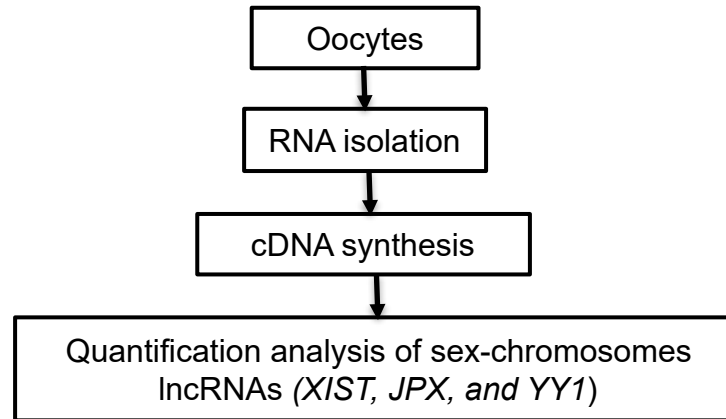 Oocytes
RNA isolation
cDNA synthesis
Quantification analysis of sex-chromosomes
lncRNAs (XIST, JPX, and YY1)